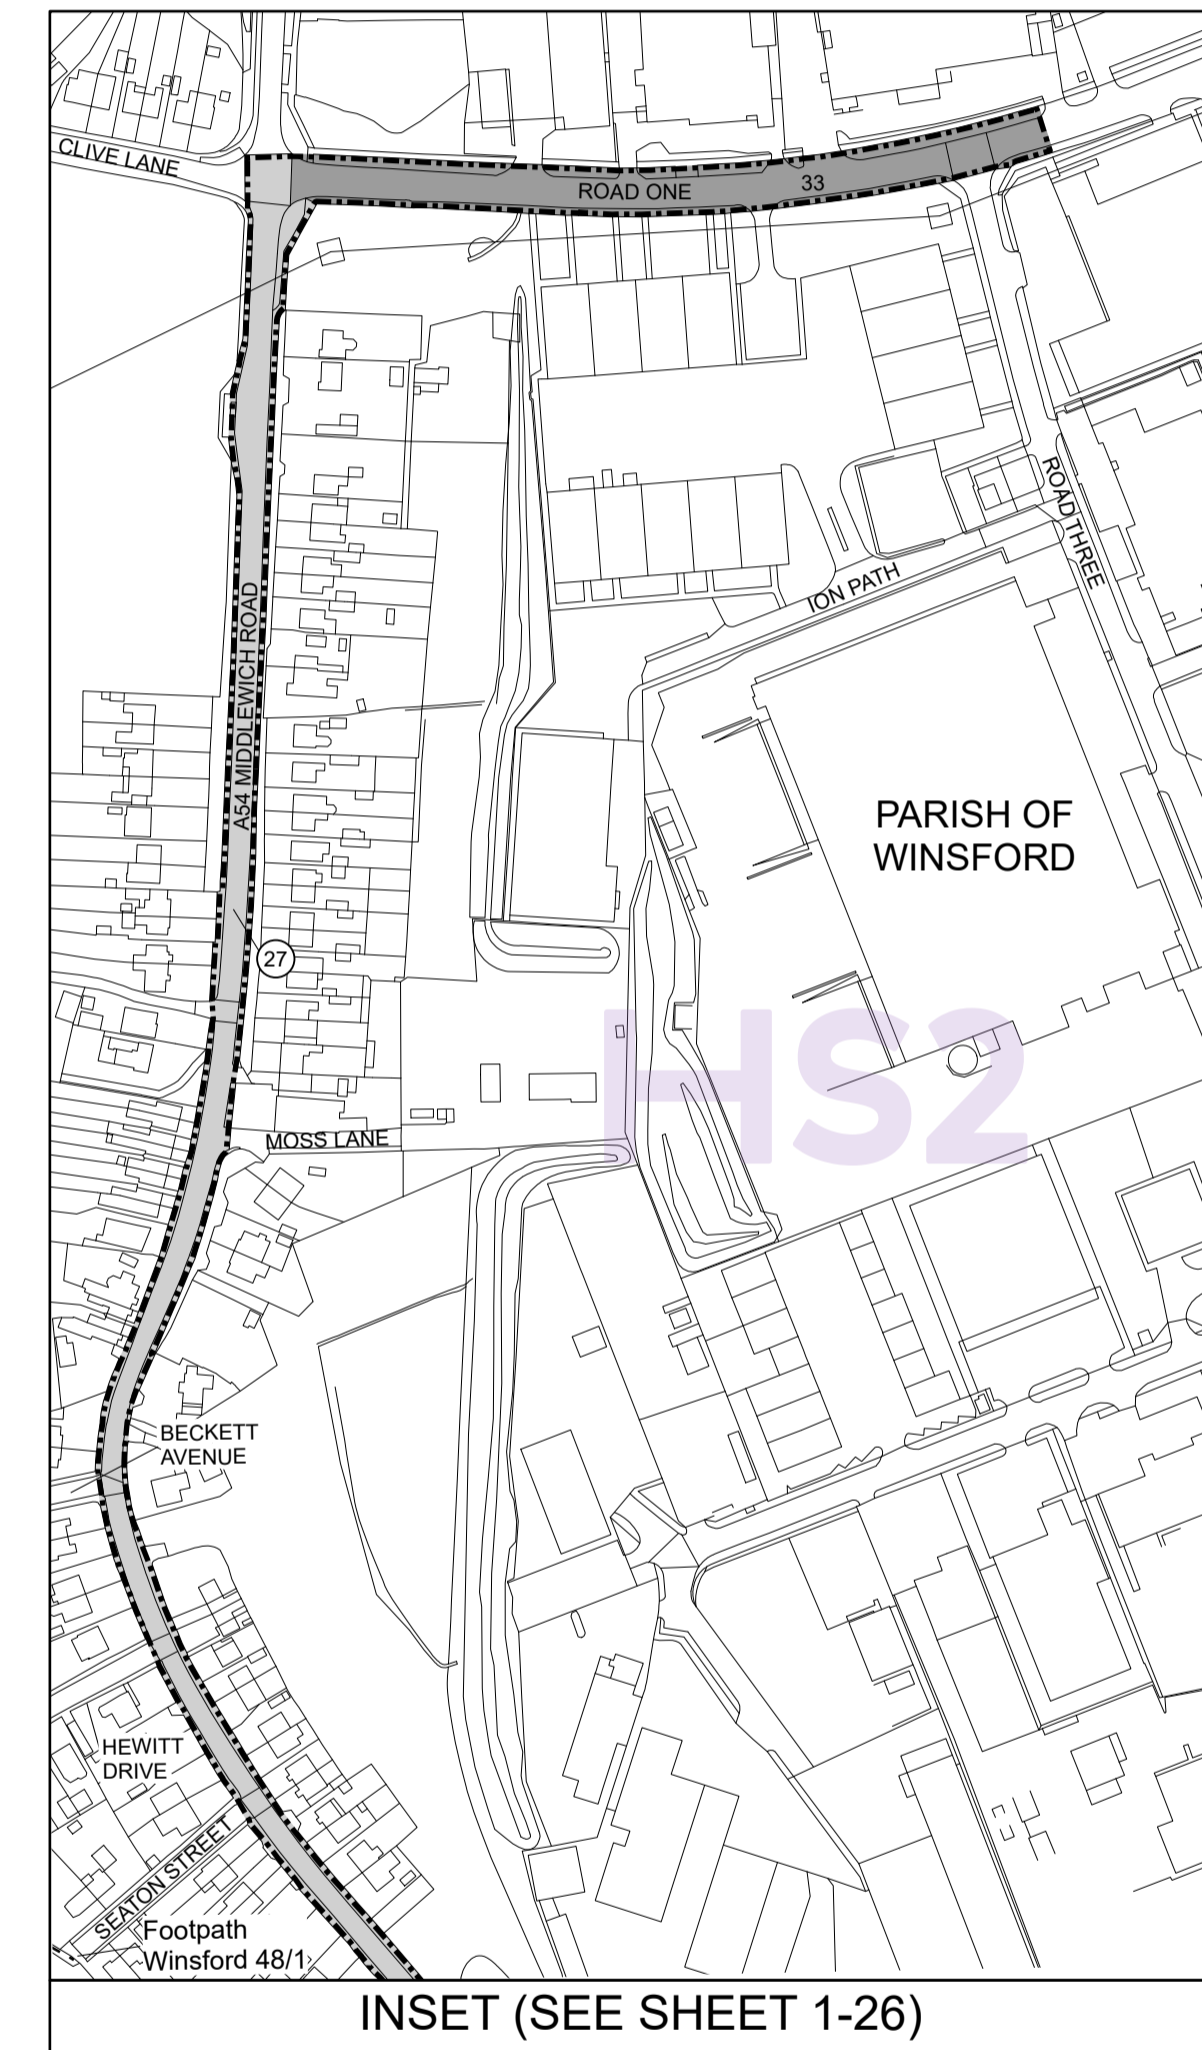 CLIVE LANE
ROAD ONE
33
ROAD THREE
ION PATH
A54 MIDDLEWICH ROAD
PARISH OF
WINSFORD
27
HS2
MOSS LANE
BECKETT
AVENUE
HEWITT
DRIVE
SEATON STREET
Footpath
Winsford 48/1
INSET (SEE SHEET 1-26)